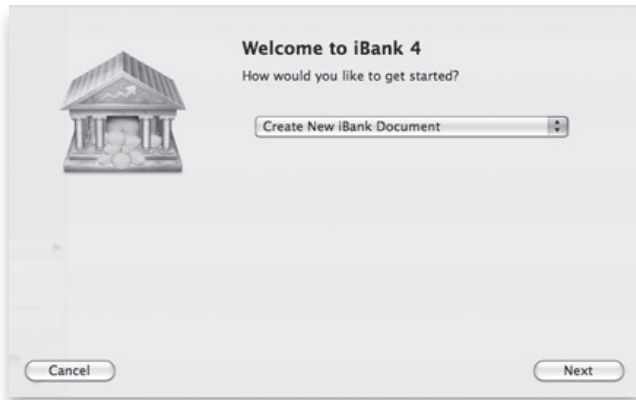 Welcome to iBank 4
How would you like to get started?
Create New iBank Document
Cancel
Next